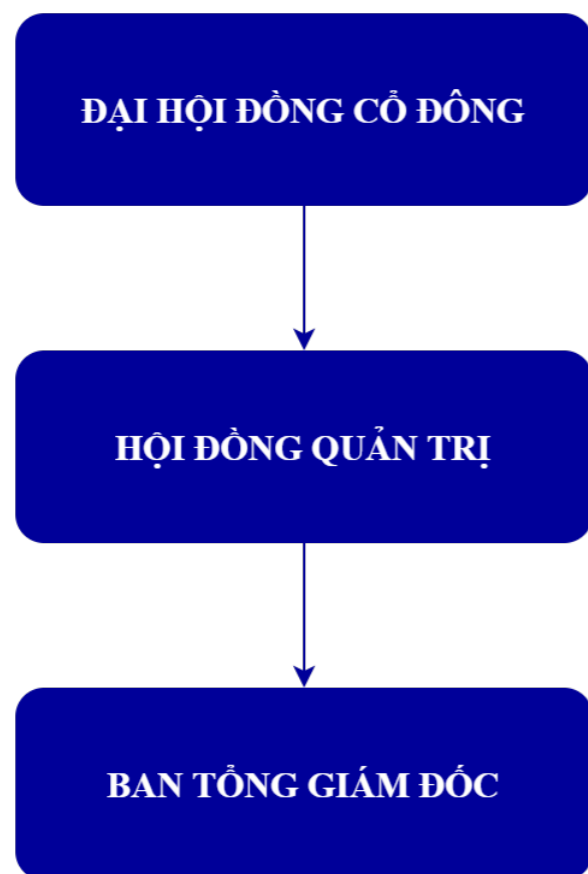 ĐẠI HỘI ĐỒNG CỔ ĐÔNG
HỘI ĐỒNG QUẢN TRỊ
BAN TỔNG GIÁM ĐỐC